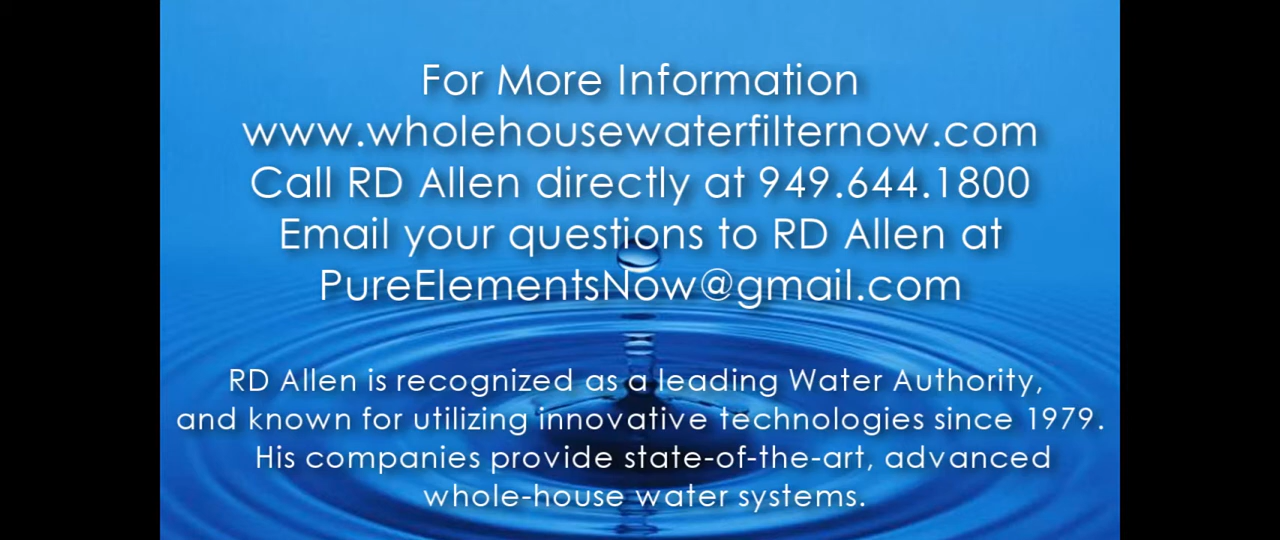 For More Information
www.wholehousewaterfilternow.com
Call RD Allen directly at 949.644.1800
Email your questions to RD Allen at
PureElementsNow@gmail.com
RD Allen is recognized as a leading Water Authority,
and known for utilizing innovative technologies since 1979.
His companies provide state-of-the-art, advanced
whole-house water systems.